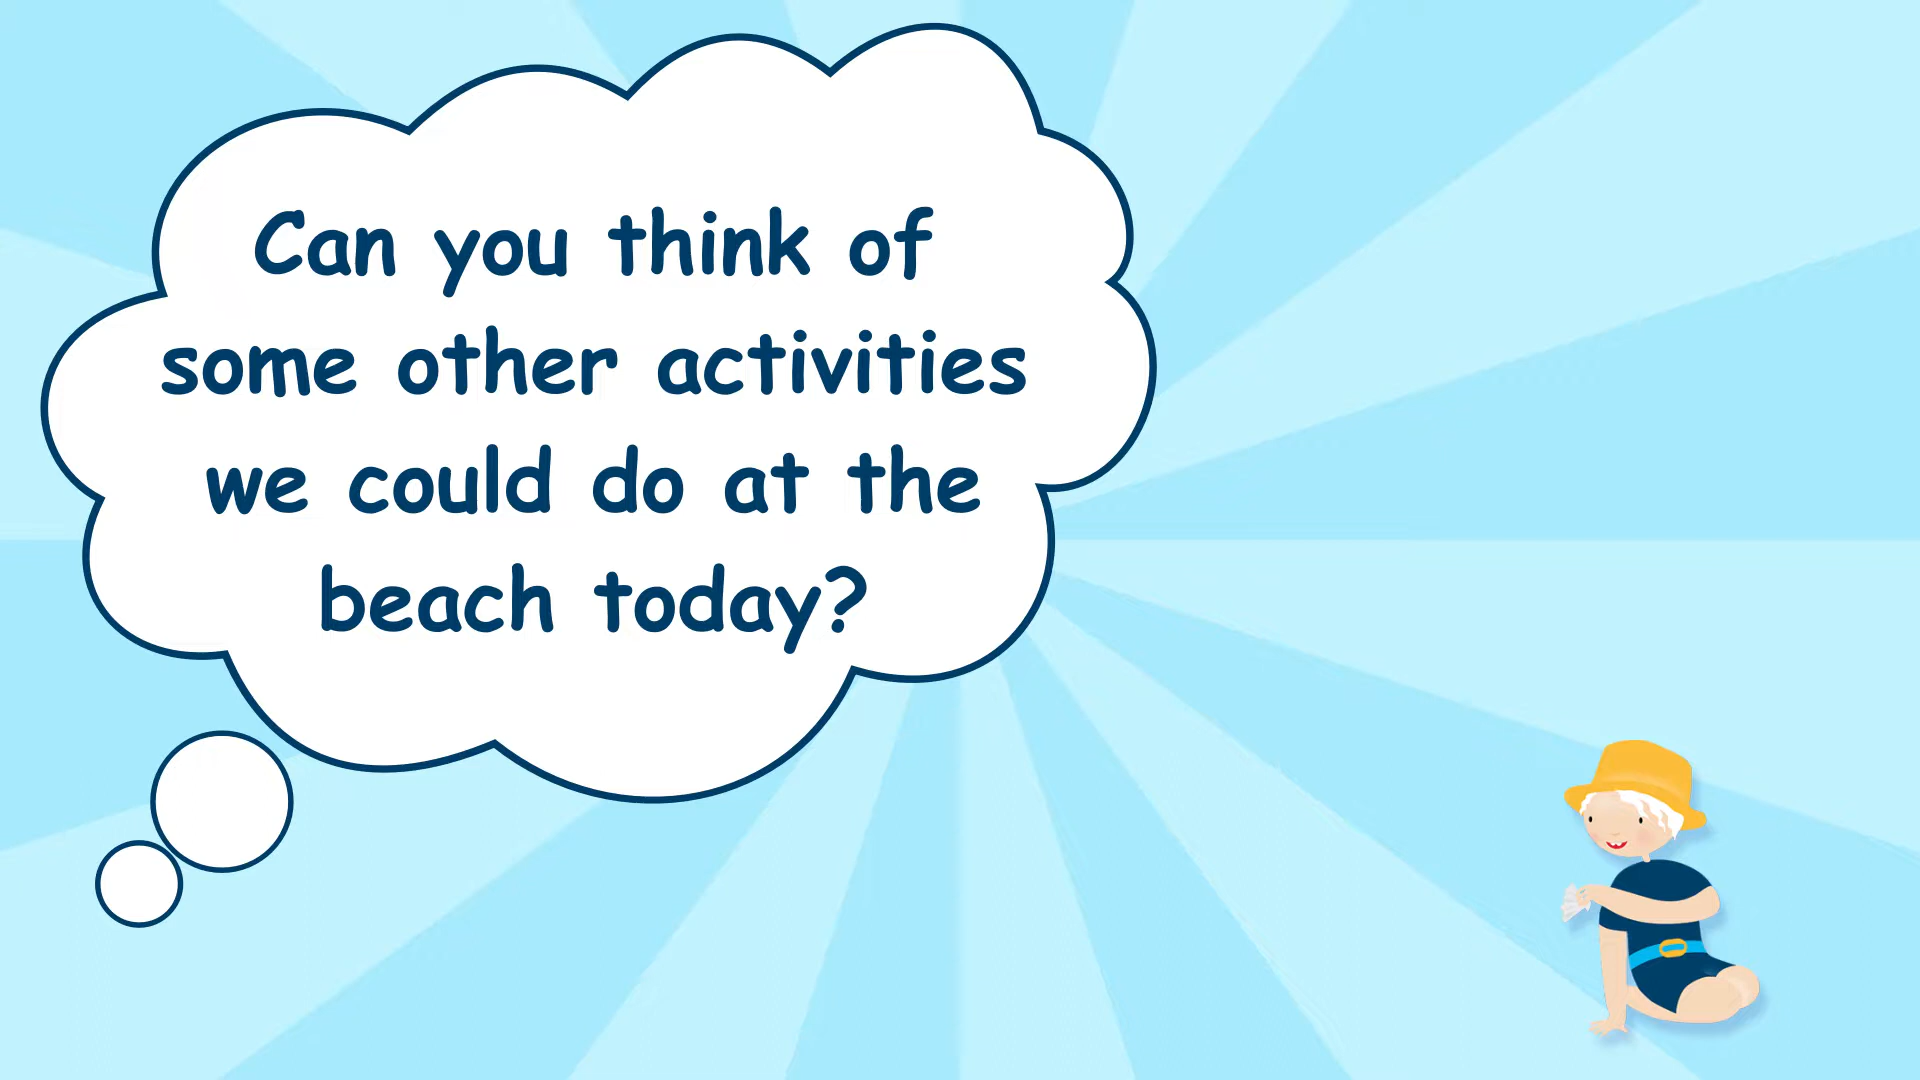 Can you think of
some other activities
we could do at the
beach today?